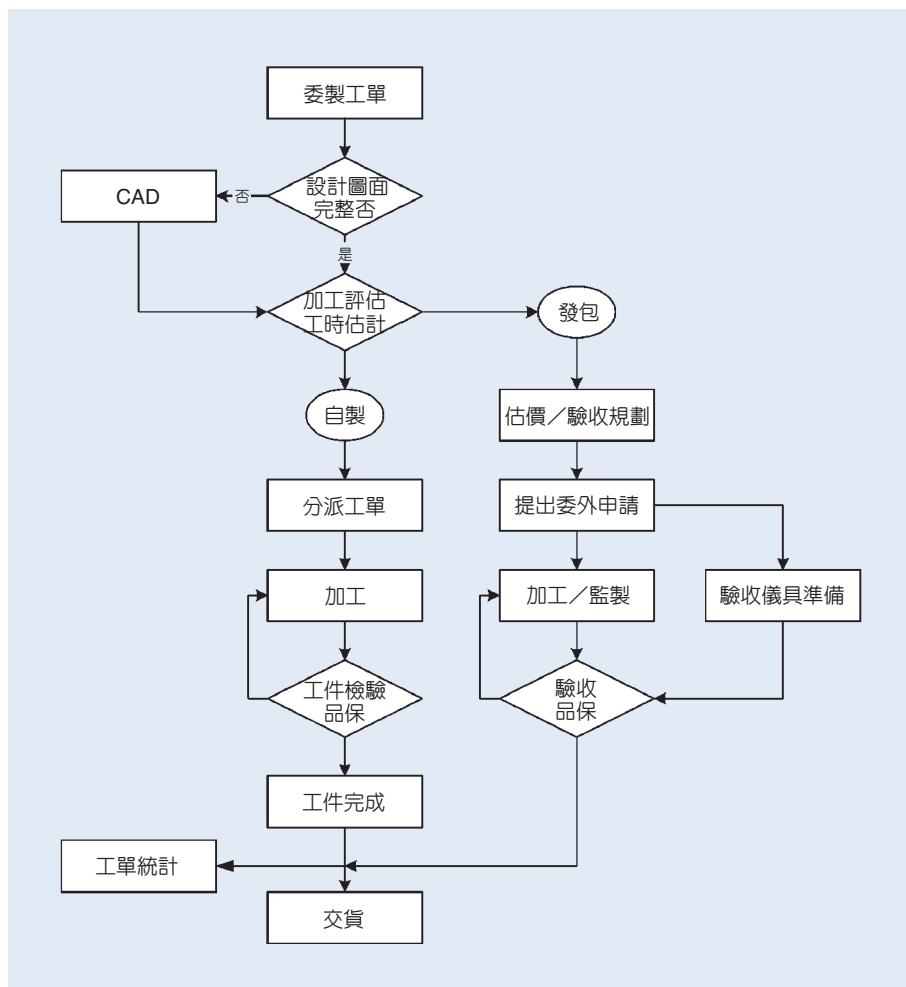 委製工單
設計圖面
完整否
否
CAD
是
加工評估
工時估計
發包
自製
估價／驗收規劃
分派工單
提出委外申請
加工
加工／監製
驗收儀具準備
工件檢驗
品保
驗收
品保
工件完成
工單統計
交貨